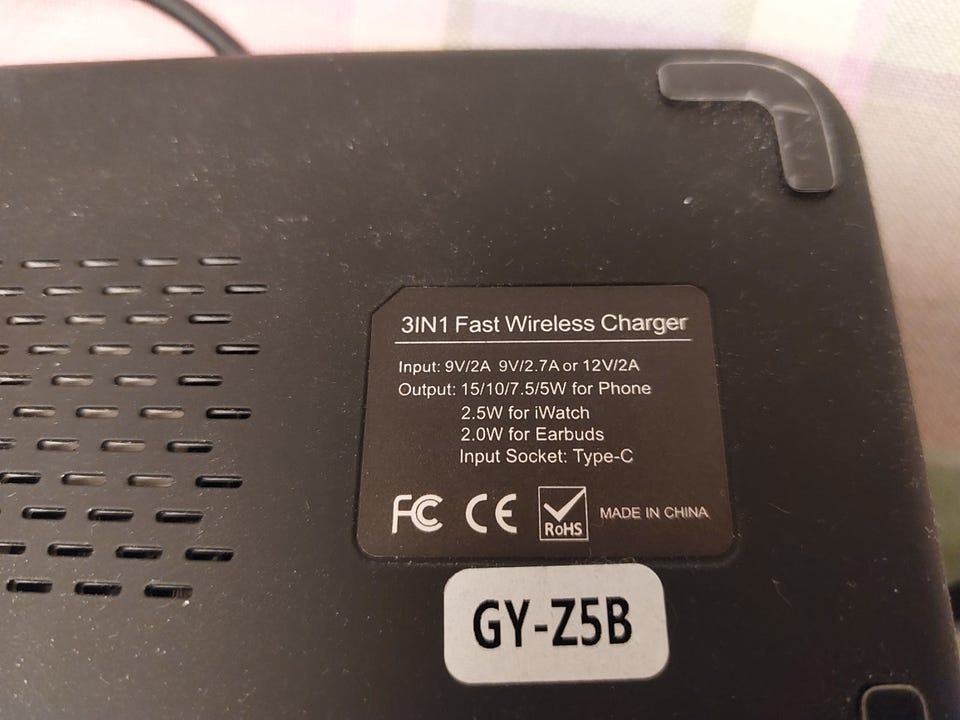 3IN1 Fast Wireless Charger
Input: 9V/2A 9V/2.7A or 12V/2A
Output: 15/10/7.5/5W for Phone
2.5W for iWatch
2.0W for Earbuds
Input Socket: Type-C
FC CE RoHS MADE IN CHINA
GY-Z5B